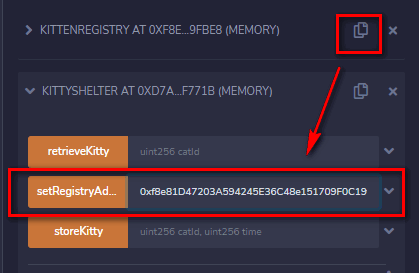 KITTENREGISTRY AT 0XF8E...9FBE8 (MEMORY)
KITTYSHELTER AT 0XD7A...F771B (MEMORY)
retrieveKitty uint256 catId
setRegistryAd... 0xf8e81D47203A594245E36C48e151709F0C19
storeKitty uint256 catId, uint256 time